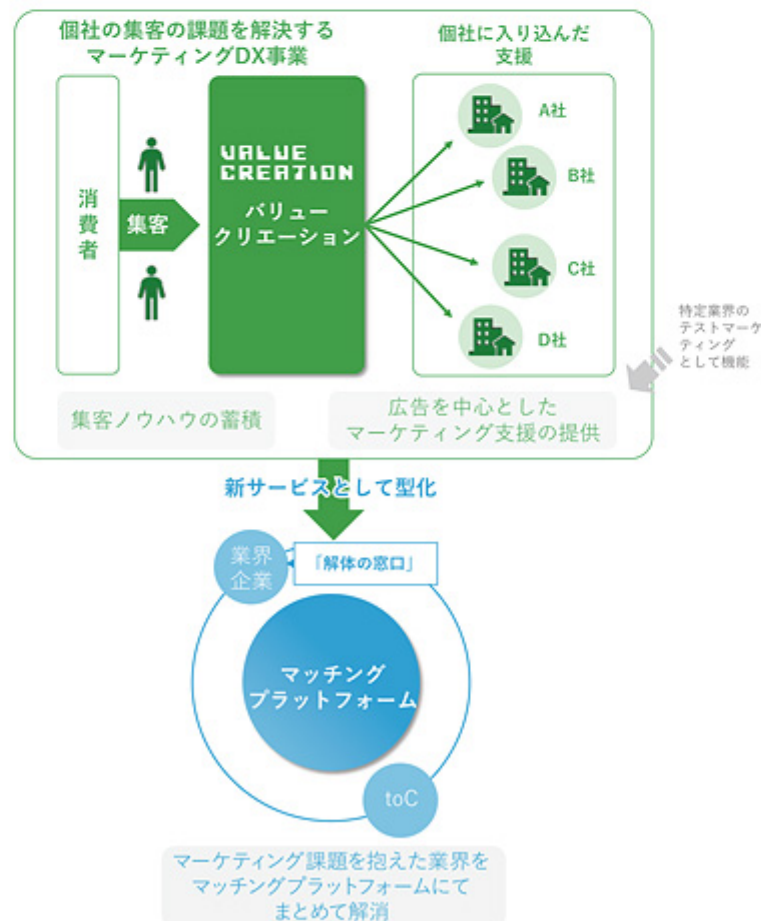 個社の集客の課題を解決する
マーケティングDX事業
個社に入り込んだ
支援
消費者
集客
VALUE
CREATION
バリュー
クリエーション
A社
B社
C社
D社
特定業界の
テストマーケ
ティング
として機能
集客ノウハウの蓄積
広告を中心とした
マーケティング支援の提供
新サービスとして型化
業界
企業
「解体の窓口」
マッチング
プラットフォーム
toC
マーケティング課題を抱えた業界を
マッチングプラットフォームにて
まとめて解消